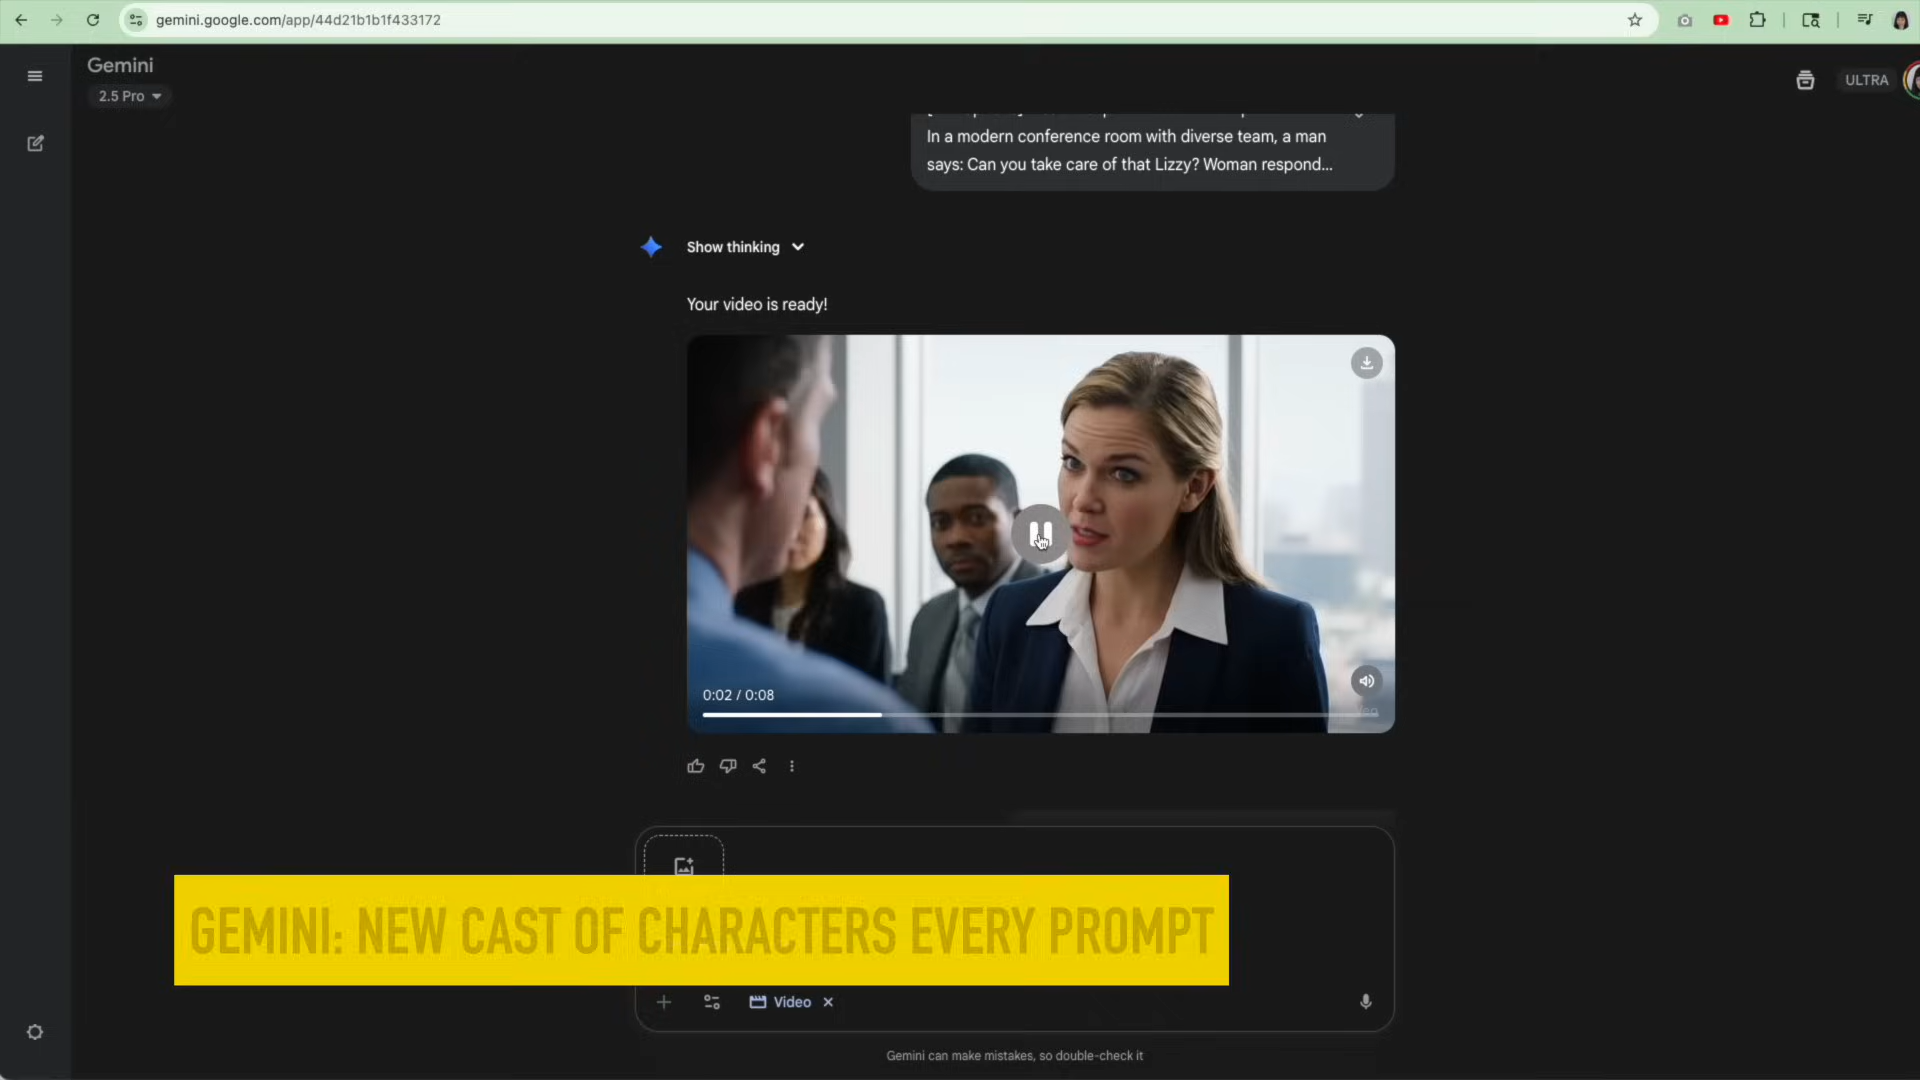 gemini.google.com/app/44d21b1b1f433172
Gemini
2.5 Pro
ULTRA
In a modern conference room with diverse team, a man
says: Can you take care of that Lizzy? Woman respond...
Show thinking
Your video is ready!
0:02 / 0:08
Veo
GEMINI: NEW CAST OF CHARACTERS EVERY PROMPT
Video
Gemini can make mistakes, so double-check it